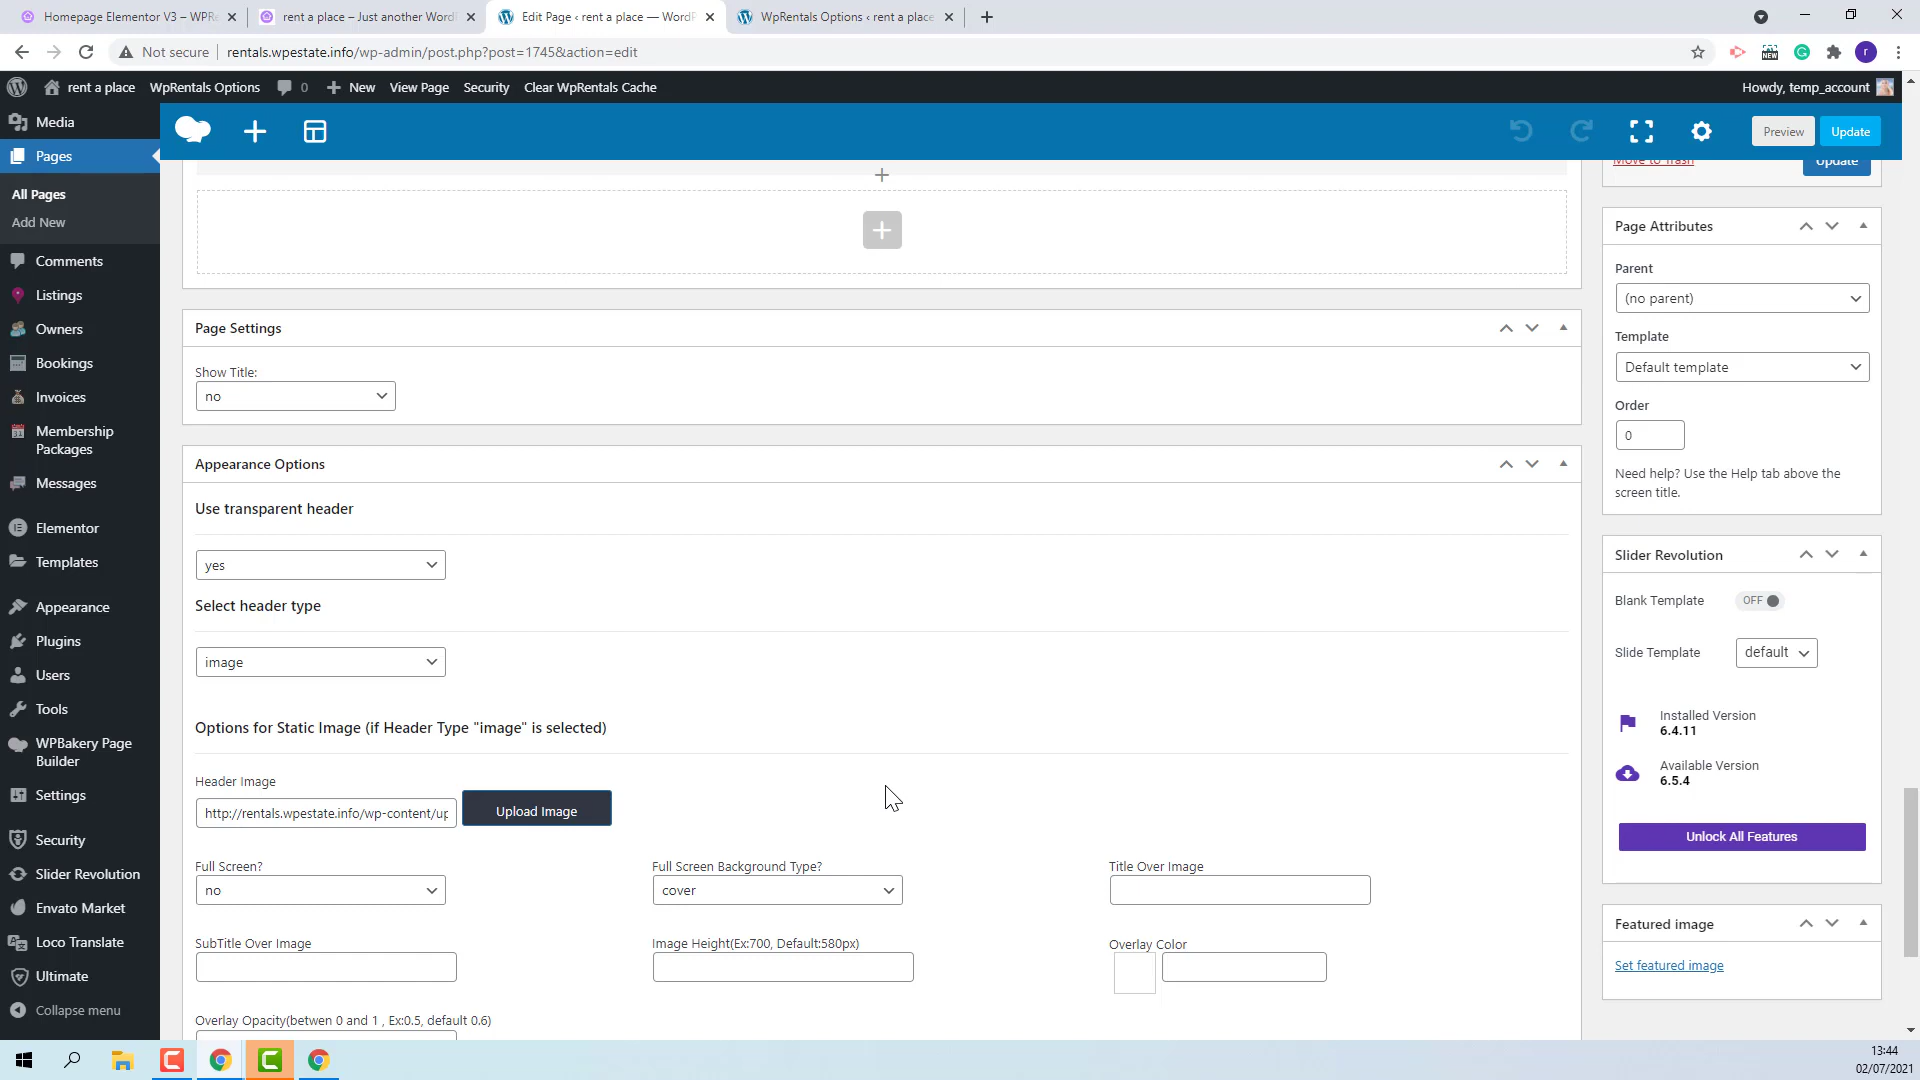 Homepage Elementor V3 – WPRe
rent a place – Just another WordP
Edit Page ‹ rent a place — WordP
WpRentals Options ‹ rent a place
Not secure
rentals.wpestate.info/wp-admin/post.php?post=1745&action=edit
NEW
r
rent a place
WpRentals Options
0
New
View Page
Security
Clear WpRentals Cache
Howdy, temp_account
Preview
Update
Media
Pages
All Pages
Add New
Comments
Listings
Owners
Bookings
Invoices
Membership
Packages
Messages
Elementor
Templates
Appearance
Plugins
Users
Tools
WPBakery Page
Builder
Settings
Security
Slider Revolution
Envato Market
Loco Translate
Ultimate
Collapse menu
Page Settings
Show Title:
no
Appearance Options
Use transparent header
yes
Select header type
image
Options for Static Image (if Header Type "image" is selected)
Header Image
http://rentals.wpestate.info/wp-content/up
Upload Image
Full Screen?
no
Full Screen Background Type?
cover
Title Over Image
SubTitle Over Image
Image Height(Ex:700, Default:580px)
Overlay Color
Overlay Opacity(betwen 0 and 1 , Ex:0.5, default 0.6)
Move to Trash
Update
Page Attributes
Parent
(no parent)
Template
Default template
Order
0
Need help? Use the Help tab above the
screen title.
Slider Revolution
Blank Template
OFF
Slide Template
default
Installed Version
6.4.11
Available Version
6.5.4
Unlock All Features
Featured image
Set featured image
13:44
02/07/2021